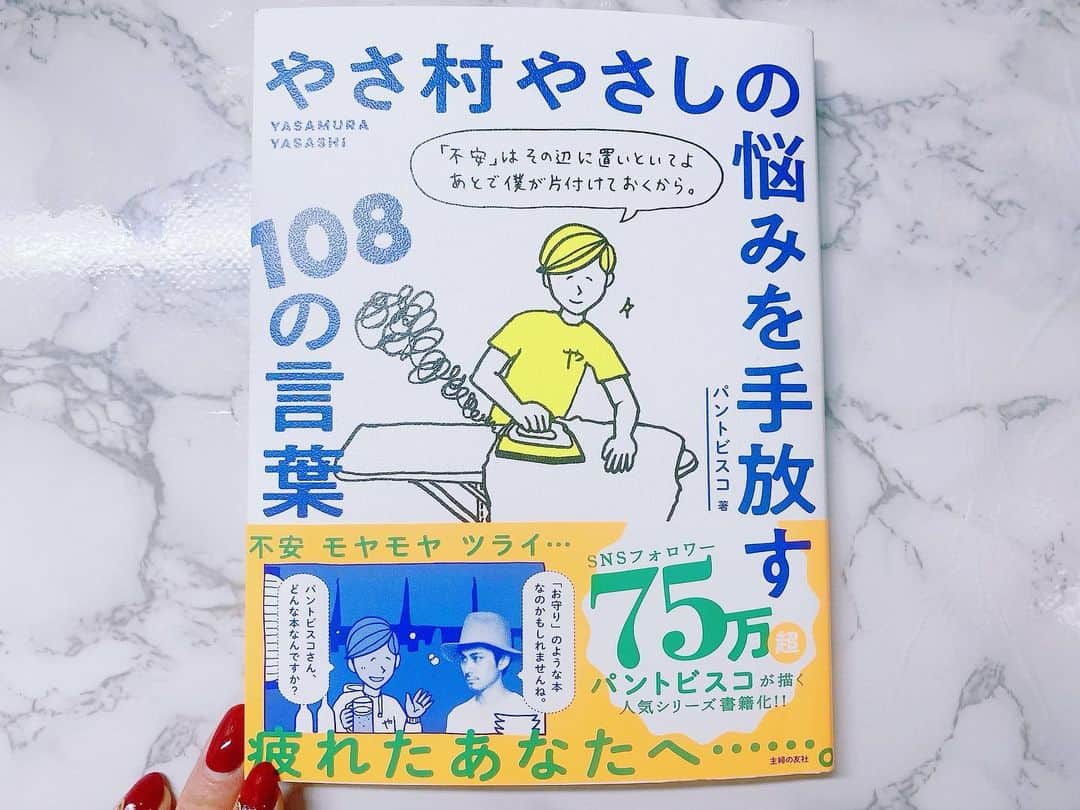 やさ村やさしの
悩みを手放す
YASAMURA
YASASHI
108
の言葉
「不安」はその辺に置いといてよ
あとで僕が片付けておくから。
や
パントビスコ 著
不安 モヤモヤ ツライ…
「お守り」のような本
なのかもしれませんね。
パントビスコさん、
どんな本なんですか?
や
SNSフォロワー
75万超
パントビスコが描く
人気シリーズ書籍化!!
疲れたあなたへ……。
主婦の友社